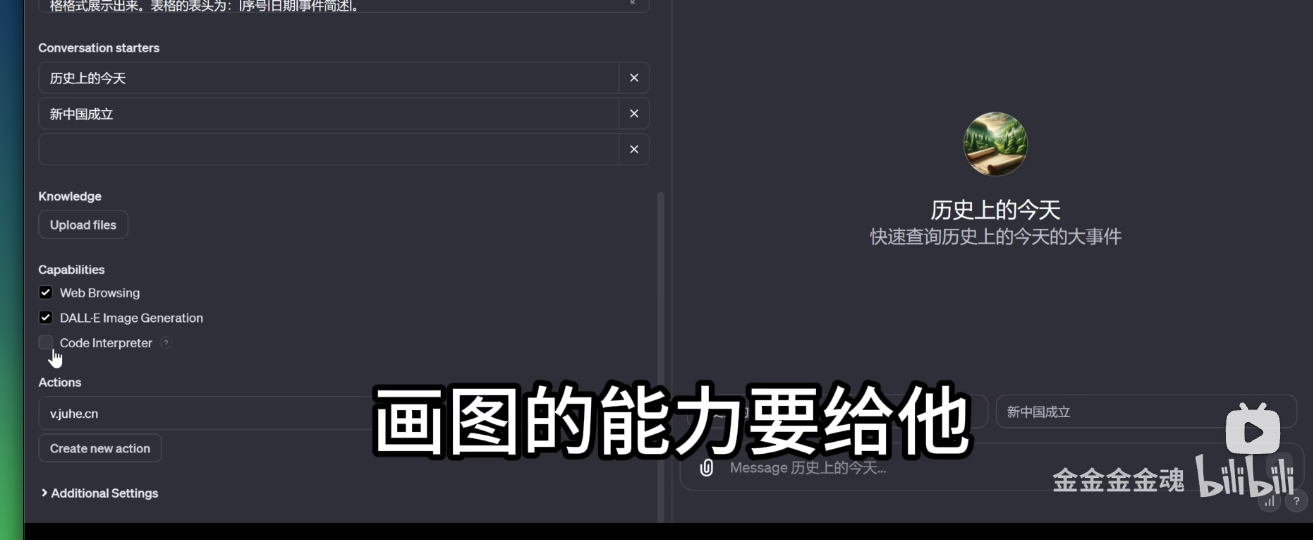 格格式展示出来。表格的表头为：|序号|日期|事件简述|。
Conversation starters
历史上的今天
新中国成立
Knowledge
Upload files
Capabilities
Web Browsing
DALL·E Image Generation
Code Interpreter ?
Actions
v.juhe.cn
Create new action
Additional Settings
历史上的今天
快速查询历史上的今天的大事件
新中国成立
Message 历史上的今天...
画图的能力要给他
金金金金魂 bilibili
?